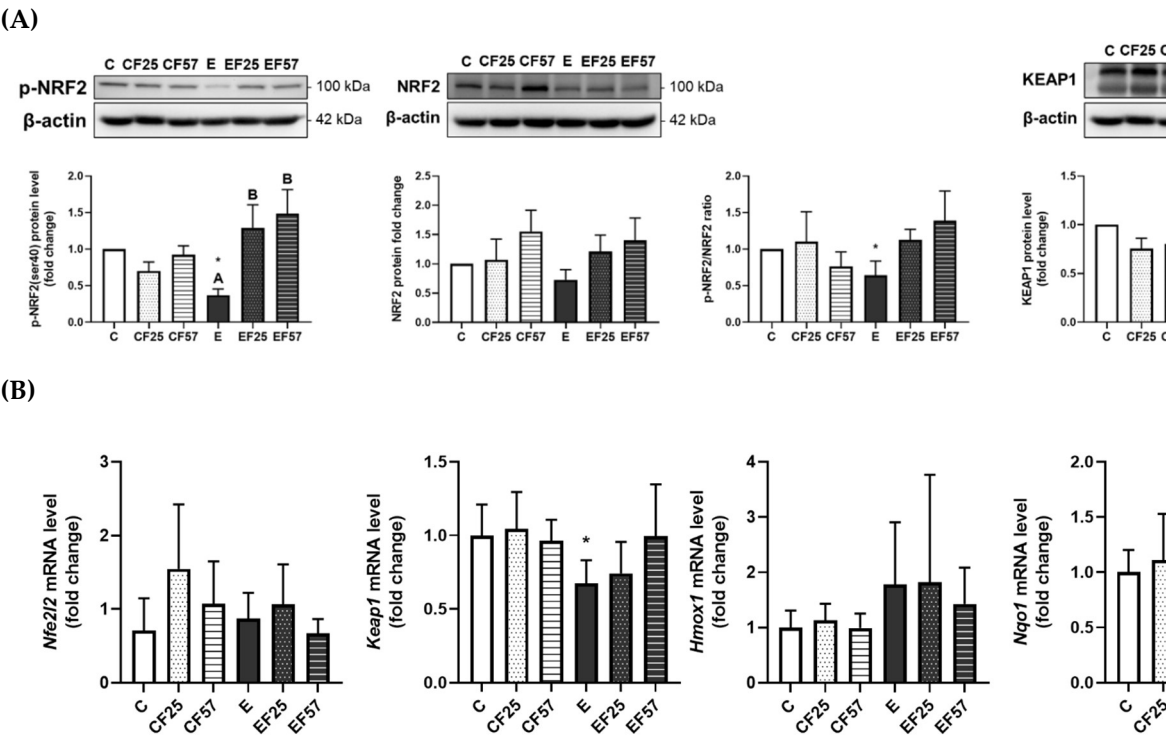 (A)
C CF25 CF57 E EF25 EF57
p-NRF2
100 kDa
β-actin
42 kDa
p-NRF2(ser40) protein level
(fold change)
2.0
1.5
1.0
0.5
0.0
*
A
B
B
C CF25 CF57 E EF25 EF57
C CF25 CF57 E EF25 EF57
NRF2
100 kDa
β-actin
42 kDa
NRF2 protein fold change
2.5
2.0
1.5
1.0
0.5
0.0
C CF25 CF57 E EF25 EF57
p-NRF2/NRF2 ratio
2.0
1.5
1.0
0.5
0.0
*
C CF25 CF57 E EF25 EF57
C CF25 C
KEAP1
β-actin
KEAP1 protein level
(fold change)
1.5
1.0
0.5
0.0
C CF25 C
(B)
Nfe2l2 mRNA level
(fold change)
3
2
1
0
C CF25 CF57 E EF25 EF57
Keap1 mRNA level
(fold change)
1.5
1.0
0.5
0.0
*
C CF25 CF57 E EF25 EF57
Hmox1 mRNA level
(fold change)
4
3
2
1
0
C CF25 CF57 E EF25 EF57
Nqo1 mRNA level
(fold change)
2.0
1.5
1.0
0.5
0.0
C CF25